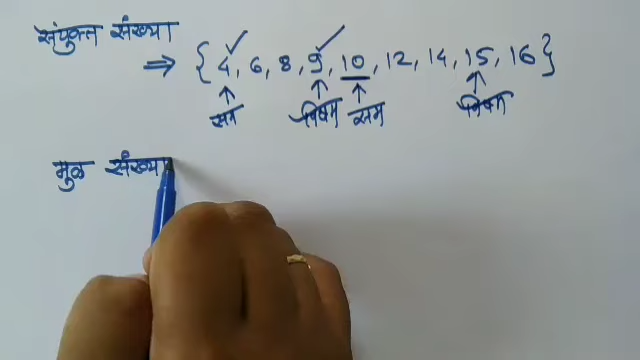 संयुक्त संख्या
⇒ {4, 6, 8, 9, 10, 12, 14, 15, 16}
सम विषम सम विषम
मुळ संख्या